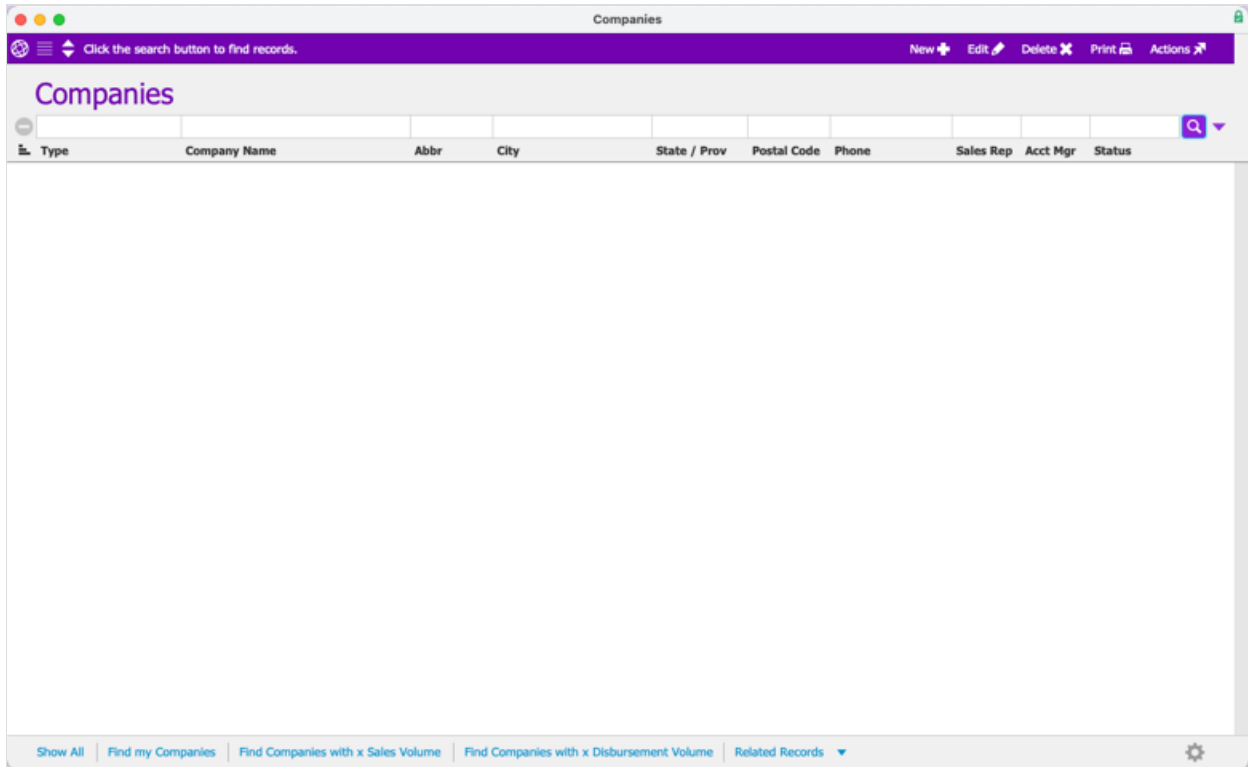 Companies
Click the search button to find records. New Edit Delete Print Actions
Companies
Type Company Name Abbr City State / Prov Postal Code Phone Sales Rep Acct Mgr Status
Show All Find my Companies Find Companies with x Sales Volume Find Companies with x Disbursement Volume Related Records